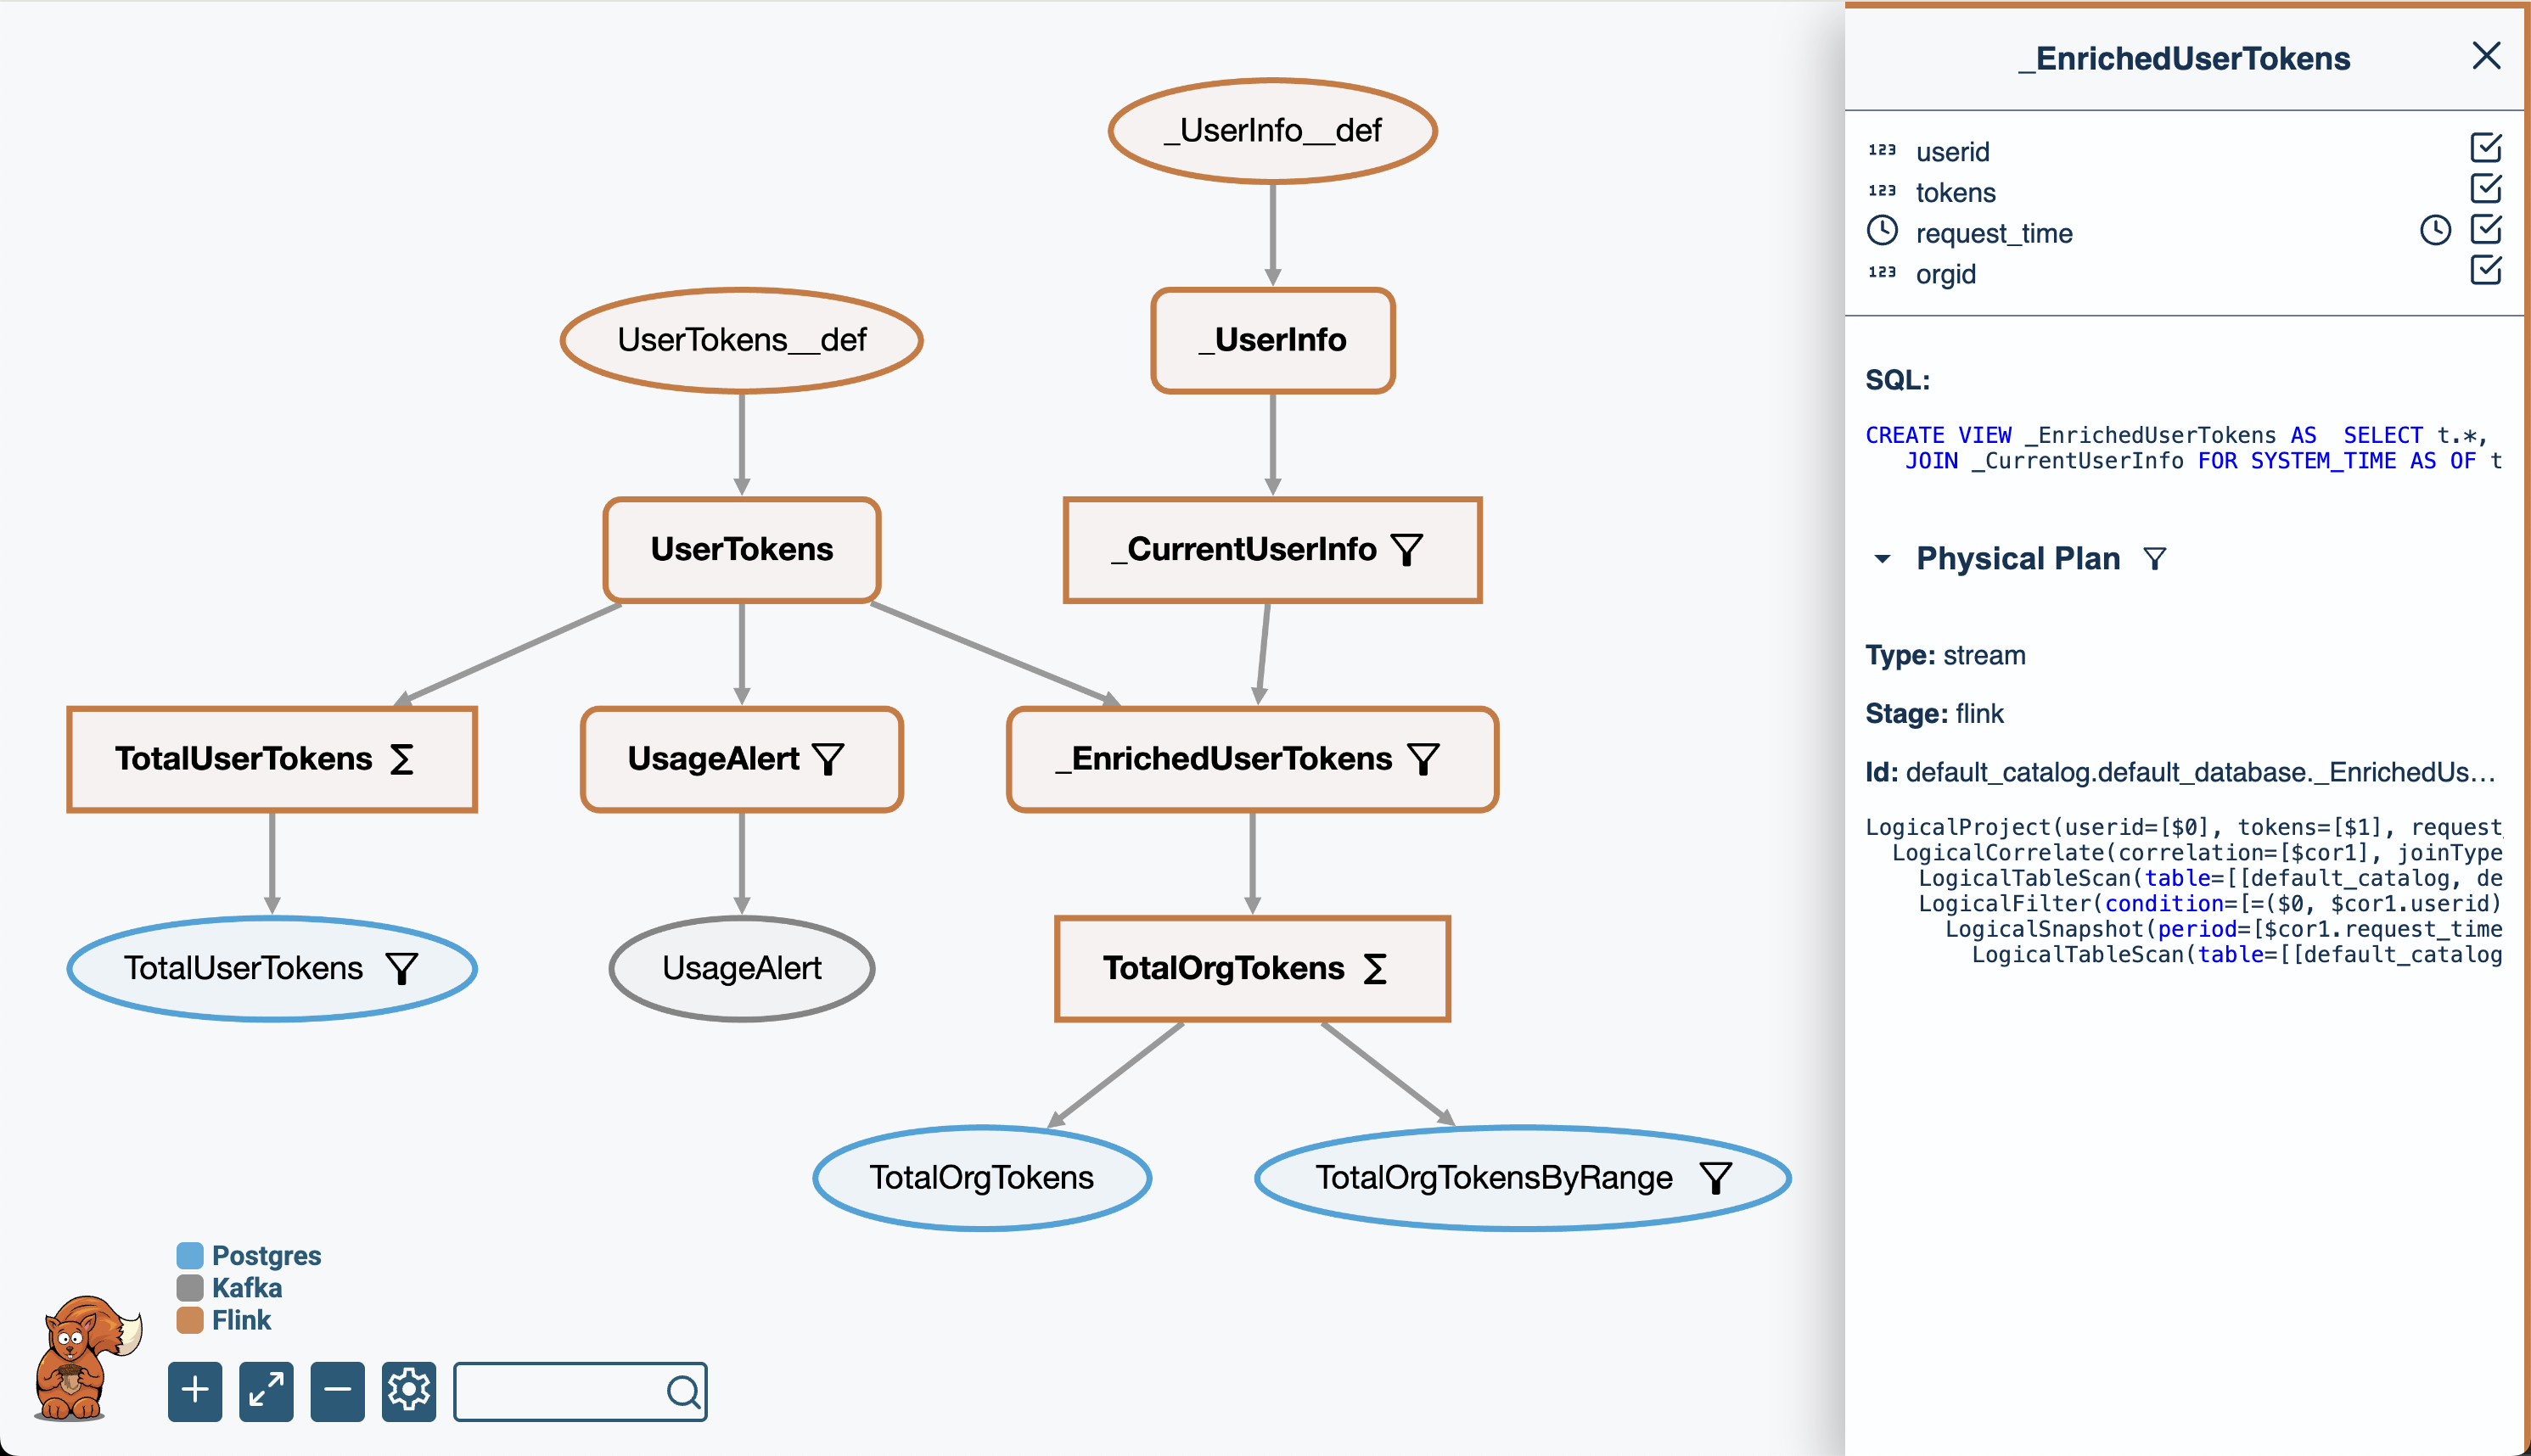 _UserInfo__def
UserTokens__def
_UserInfo
UserTokens
_CurrentUserInfo
TotalUserTokens Σ
UsageAlert
_EnrichedUserTokens
TotalUserTokens
UsageAlert
TotalOrgTokens Σ
TotalOrgTokens
TotalOrgTokensByRange
Postgres
Kafka
Flink
_EnrichedUserTokens
123 userid
123 tokens
request_time
123 orgid
SQL:
CREATE VIEW _EnrichedUserTokens AS  SELECT t.*,
JOIN _CurrentUserInfo FOR SYSTEM_TIME AS OF t
Physical Plan
Type: stream
Stage: flink
Id: default_catalog.default_database._EnrichedUs...
LogicalProject(userid=[$0], tokens=[$1], request_
LogicalCorrelate(correlation=[$cor1], joinType
LogicalTableScan(table=[[default_catalog, de
LogicalFilter(condition=[=($0, $cor1.userid)
LogicalSnapshot(period=[$cor1.request_time
LogicalTableScan(table=[[default_catalog